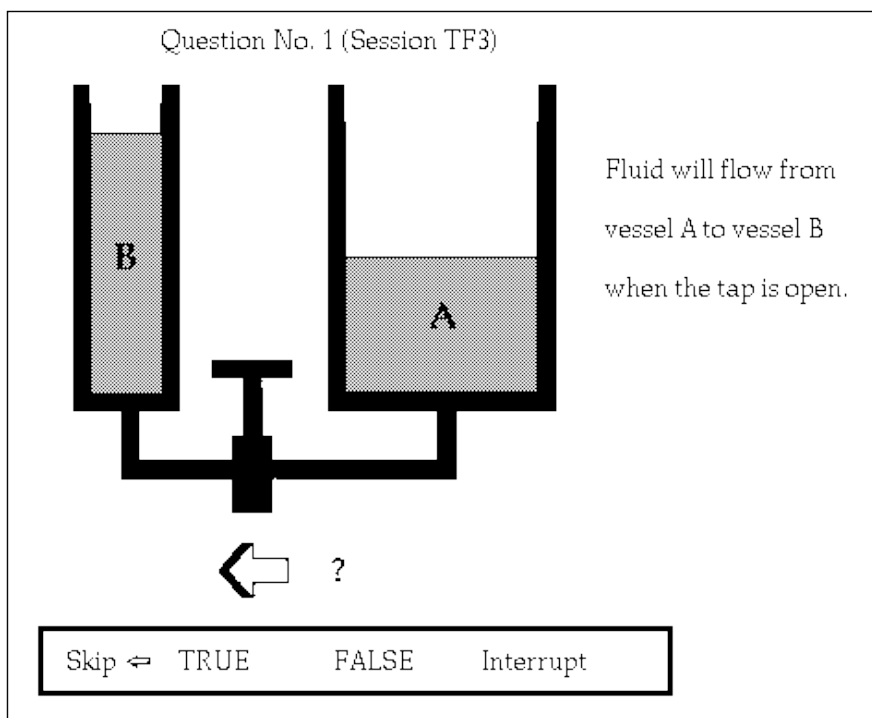 Question No. 1 (Session TF3)
B
A
Fluid will flow from
vessel A to vessel B
when the tap is open.
?
Skip ⇦ TRUE FALSE Interrupt